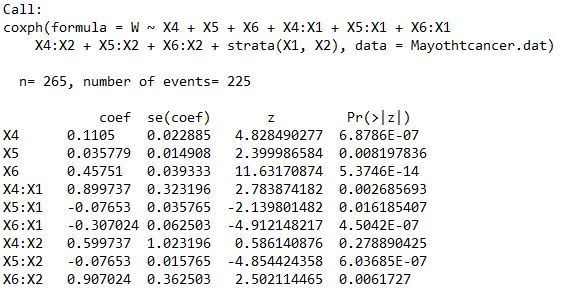 Call:
coxph(formula = W ~ X4 + X5 + X6 + X4:X1 + X5:X1 + X6:X1
X4:X2 + X5:X2 + X6:X2 + strata(X1, X2), data = Mayothtcancer.dat)
n= 265, number of events= 225
coef se(coef) z Pr(>|z|)
X4 0.1105 0.022885 4.828490277 6.8786E-07
X5 0.035779 0.014908 2.399986584 0.008197836
X6 0.45751 0.039333 11.63170874 5.3746E-14
X4:X1 0.899737 0.323196 2.783874182 0.002685693
X5:X1 -0.07653 0.035765 -2.139801482 0.016185407
X6:X1 -0.307024 0.062503 -4.912148217 4.5042E-07
X4:X2 0.599737 1.023196 0.586140876 0.278890425
X5:X2 -0.07653 0.015765 -4.854424358 6.03685E-07
X6:X2 0.907024 0.362503 2.502114465 0.0061727